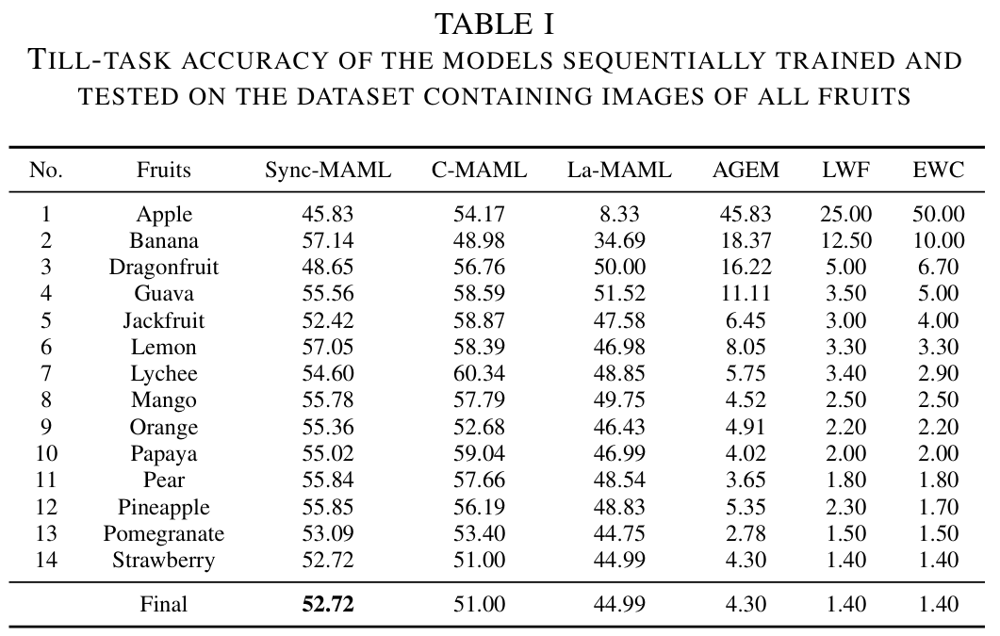 TABLE I
TILL-TASK ACCURACY OF THE MODELS SEQUENTIALLY TRAINED AND
TESTED ON THE DATASET CONTAINING IMAGES OF ALL FRUITS
No. Fruits Sync-MAML C-MAML La-MAML AGEM LWF EWC
1 Apple 45.83 54.17 8.33 45.83 25.00 50.00
2 Banana 57.14 48.98 34.69 18.37 12.50 10.00
3 Dragonfruit 48.65 56.76 50.00 16.22 5.00 6.70
4 Guava 55.56 58.59 51.52 11.11 3.50 5.00
5 Jackfruit 52.42 58.87 47.58 6.45 3.00 4.00
6 Lemon 57.05 58.39 46.98 8.05 3.30 3.30
7 Lychee 54.60 60.34 48.85 5.75 3.40 2.90
8 Mango 55.78 57.79 49.75 4.52 2.50 2.50
9 Orange 55.36 52.68 46.43 4.91 2.20 2.20
10 Papaya 55.02 59.04 46.99 4.02 2.00 2.00
11 Pear 55.84 57.66 48.54 3.65 1.80 1.80
12 Pineapple 55.85 56.19 48.83 5.35 2.30 1.70
13 Pomegranate 53.09 53.40 44.75 2.78 1.50 1.50
14 Strawberry 52.72 51.00 44.99 4.30 1.40 1.40
Final 52.72 51.00 44.99 4.30 1.40 1.40